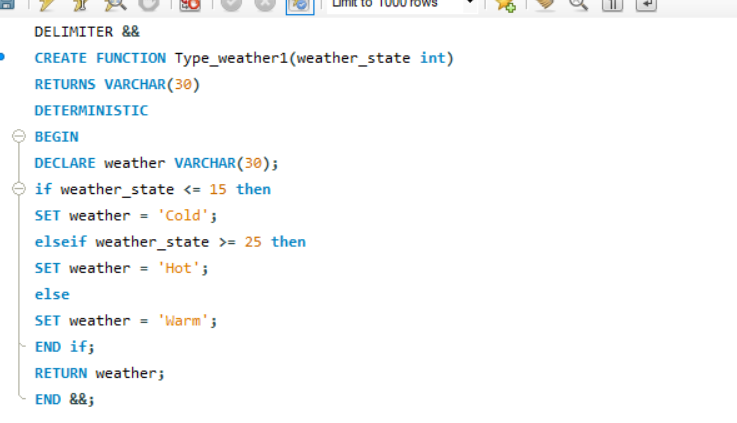 Limit to 1000 rows
DELIMITER &&
CREATE FUNCTION Type_weather1(weather_state int)
RETURNS VARCHAR(30)
DETERMINISTIC
BEGIN
DECLARE weather VARCHAR(30);
if weather_state <= 15 then
SET weather = 'Cold';
elseif weather_state >= 25 then
SET weather = 'Hot';
else
SET weather = 'Warm';
END if;
RETURN weather;
END &&;